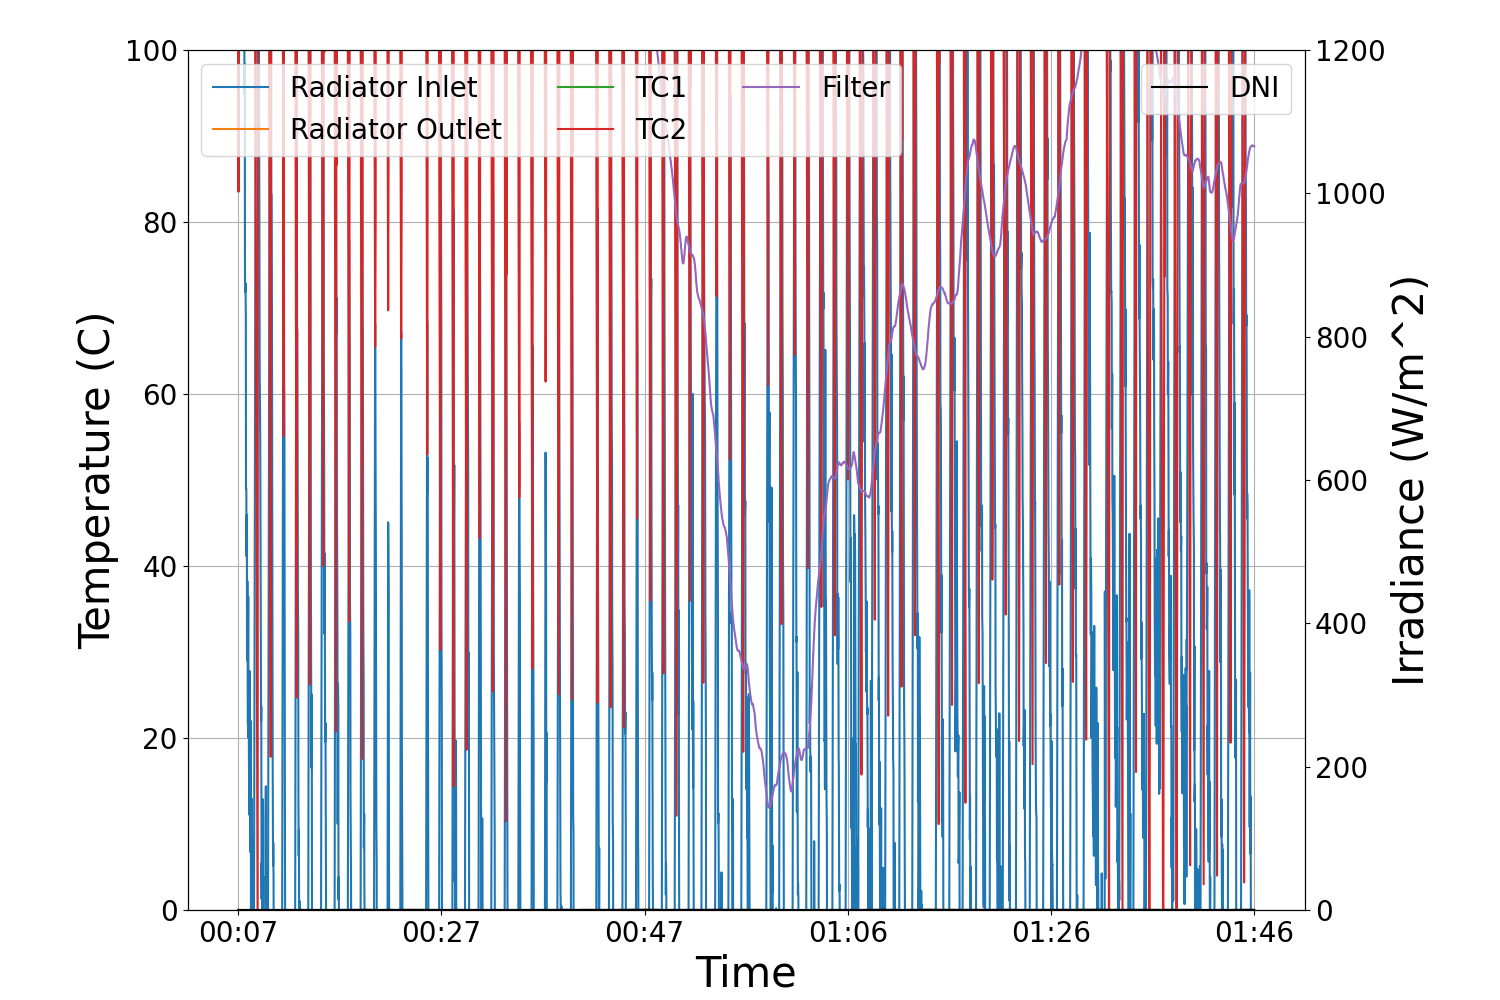 100
80
60
40
20
0
Temperature (C)
Radiator Inlet
Radiator Outlet
TC1
TC2
Filter
DNI
1200
1000
800
600
400
200
0
Irradiance (W/m^2)
00:07
00:27
00:47
01:06
01:26
01:46
Time